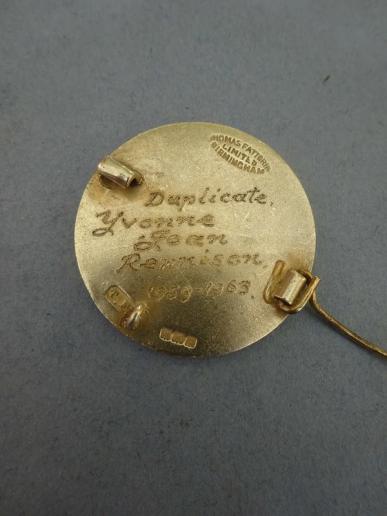 THOMAS FATTORINI
LIMITED
BIRMINGHAM
Duplicate.
Yvonne
Jean
Rennison,
1959-1963.